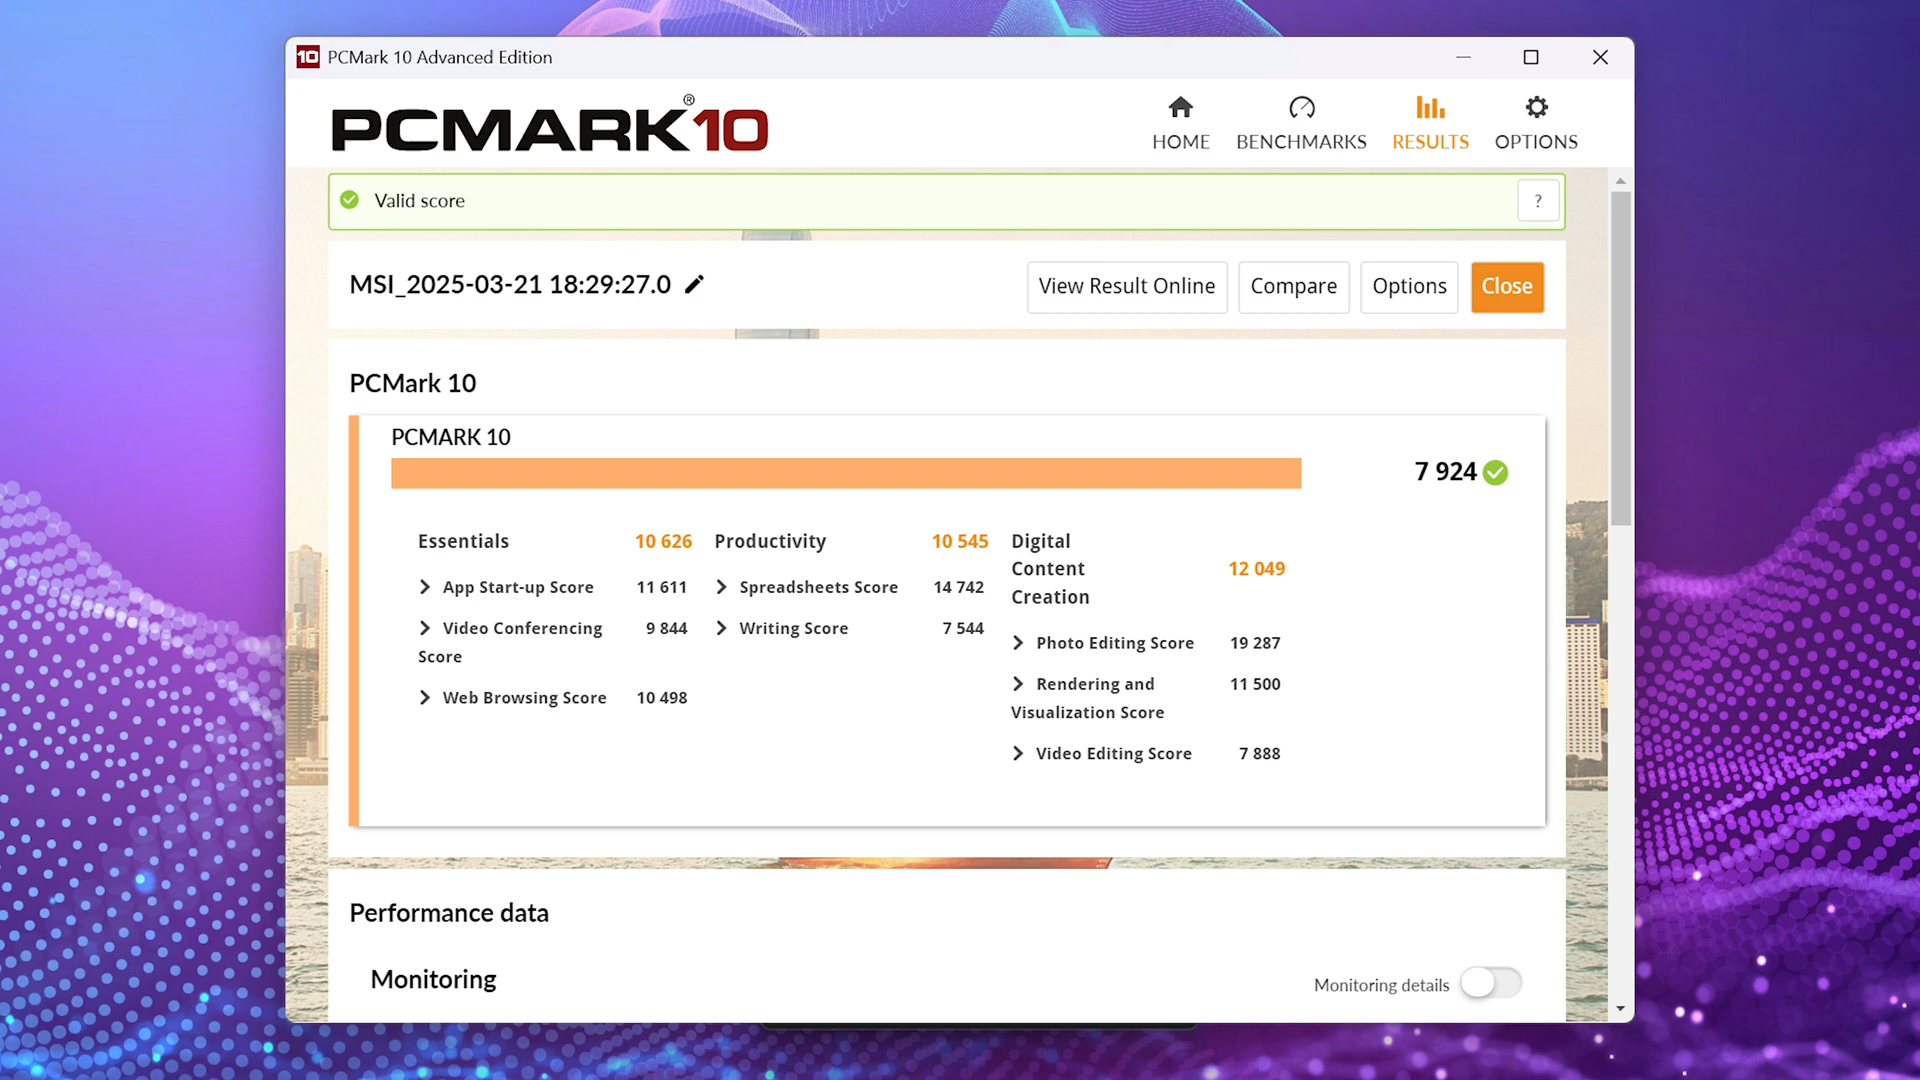 10 PCMark 10 Advanced Edition
PCMARK®10
HOME BENCHMARKS RESULTS OPTIONS
Valid score ?
MSI_2025-03-21 18:29:27.0 View Result Online Compare Options Close
PCMark 10
PCMARK 10
7 924
Essentials 10 626
App Start-up Score 11 611
Video Conferencing 9 844
Score
Web Browsing Score 10 498
Productivity 10 545
Spreadsheets Score 14 742
Writing Score 7 544
Digital
Content 12 049
Creation
Photo Editing Score 19 287
Rendering and 11 500
Visualization Score
Video Editing Score 7 888
Performance data
Monitoring
Monitoring details